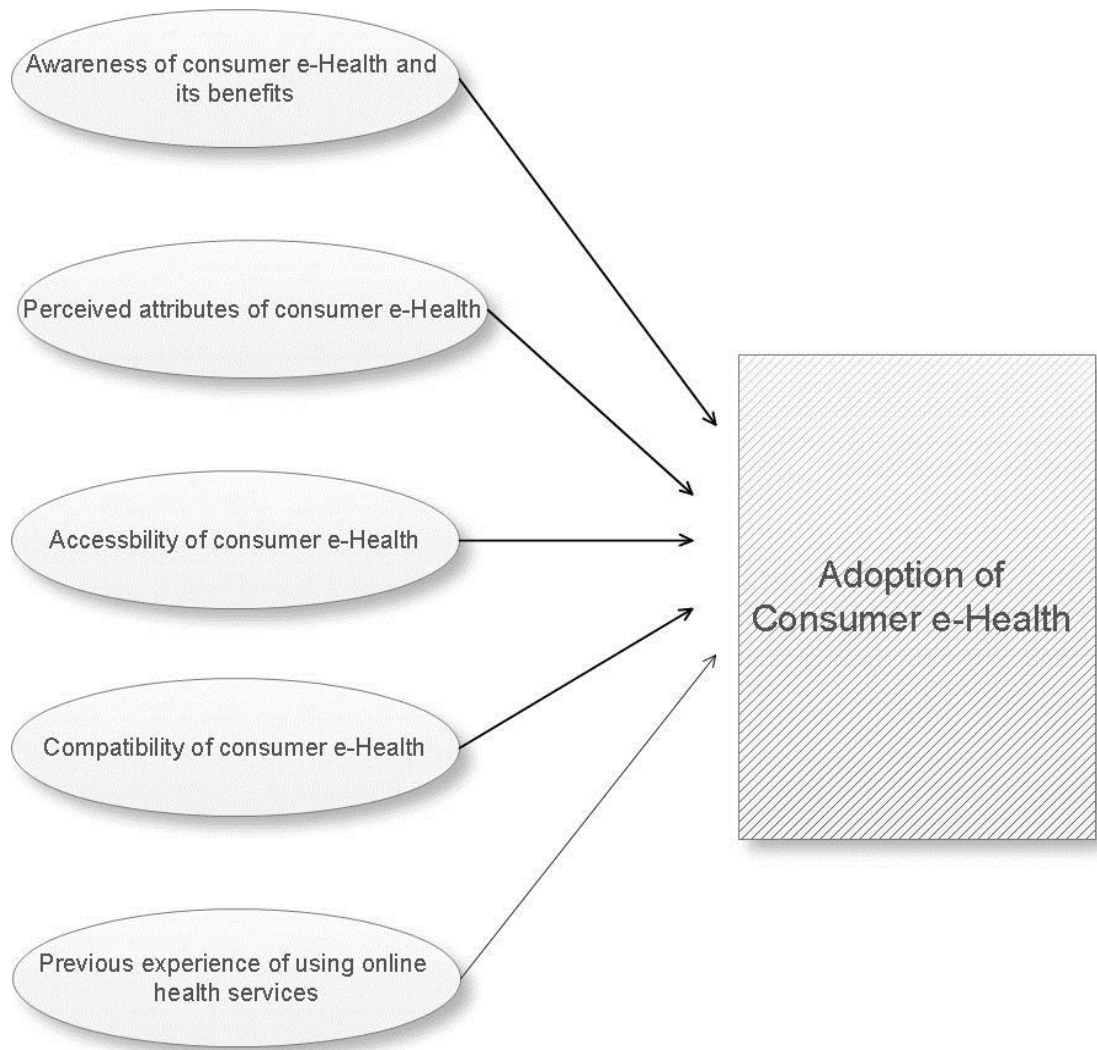 Awareness of consumer e-Health and
its benefits
Perceived attributes of consumer e-Health
Accessbility of consumer e-Health
Compatibility of consumer e-Health
Previous experience of using online
health services
Adoption of
Consumer e-Health